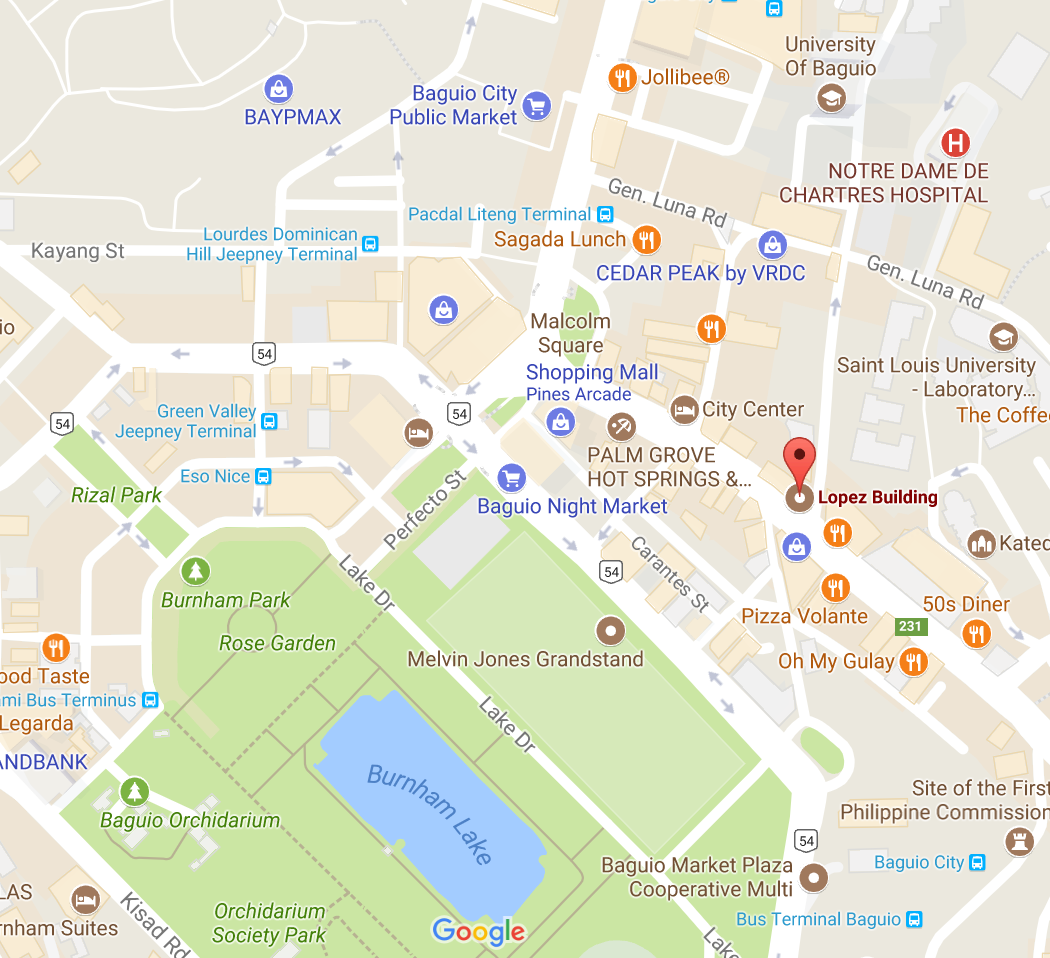 University
Of Baguio
Jollibee®
BAYPMAX
Baguio City
Public Market
H
NOTRE DAME DE
CHARTRES HOSPITAL
Gen. Luna Rd
Pacdal Liteng Terminal
Lourdes Dominican
Hill Jeepney Terminal
Sagada Lunch
Kayang St
CEDAR PEAK by VRDC
Gen. Luna Rd
io
Malcolm
Square
54
Saint Louis University
- Laboratory...
Shopping Mall
Pines Arcade
54
54
Green Valley
Jeepney Terminal
City Center
The Coffe
PALM GROVE
HOT SPRINGS &...
Eso Nice
Rizal Park
Perfecto St
Baguio Night Market
Lopez Building
Carantes St
Kated
54
Lake Dr
Burnham Park
Pizza Volante
50s Diner
231
Rose Garden
Melvin Jones Grandstand
Oh My Gulay
ood Taste
mi Bus Terminus
Legarda
Lake Dr
ANDBANK
Burnham Lake
Baguio Orchidarium
Site of the First
Philippine Commission
54
Baguio Market Plaza
Cooperative Multi
Baguio City
LAS
rnham Suites
Kisad Rd
Orchidarium
Society Park
Google
Bus Terminal Baguio
Lake